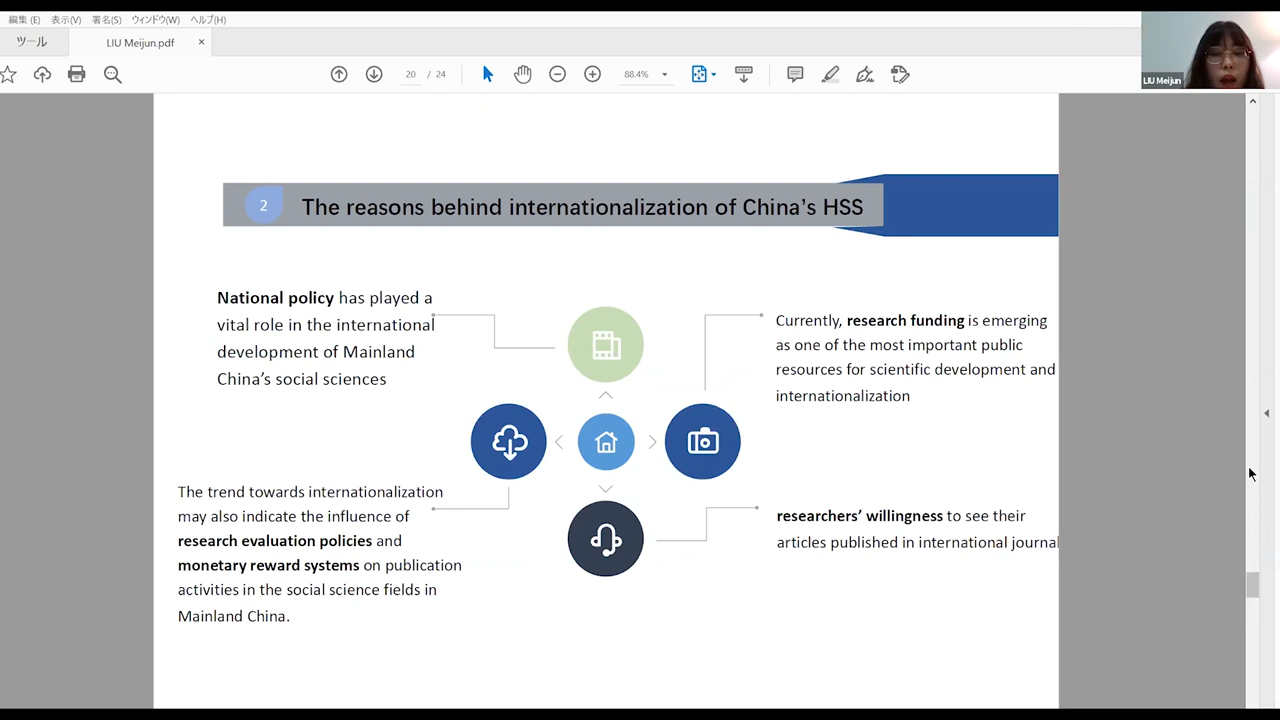 編集 (E) 表示(V) 署名(S) ウィンドウ(W) ヘルプ(H)
ツール LIU Meijun.pdf ×
20 / 24 88.4%
LIU Meijun
2 The reasons behind internationalization of China's HSS
National policy has played a
vital role in the international
development of Mainland
China's social sciences
Currently, research funding is emerging
as one of the most important public
resources for scientific development and
internationalization
The trend towards internationalization
may also indicate the influence of
research evaluation policies and
monetary reward systems on publication
activities in the social science fields in
Mainland China.
researchers' willingness to see their
articles published in international journal